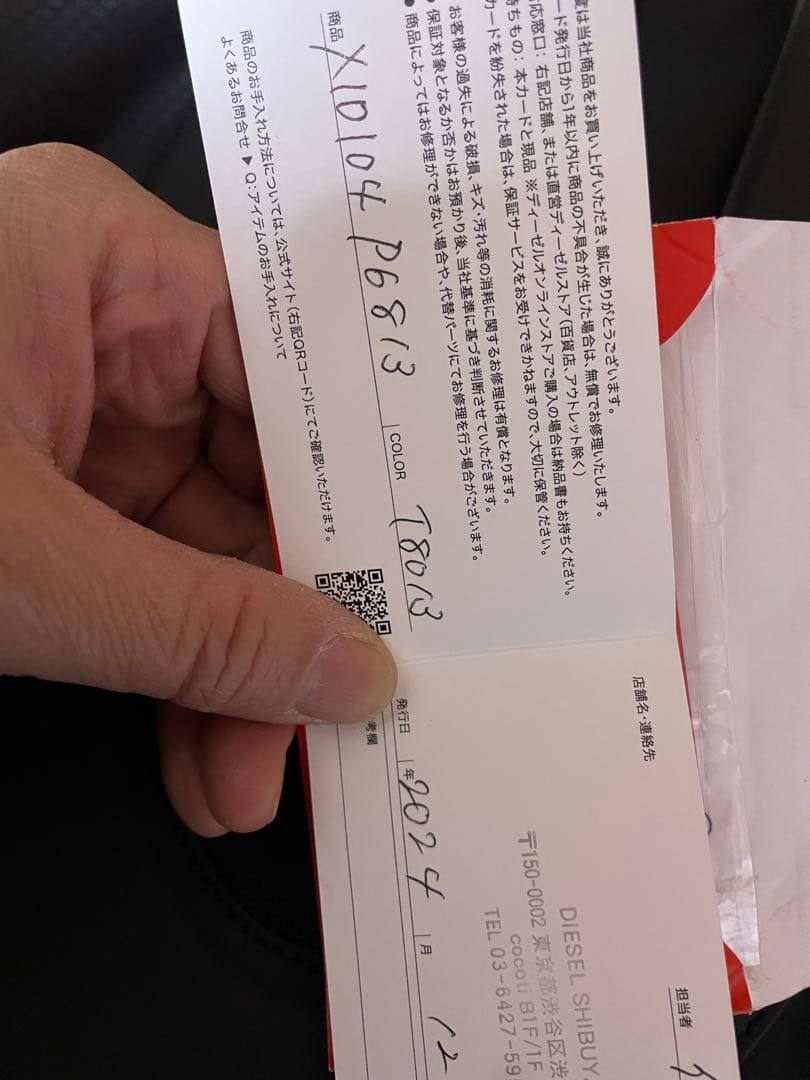 度は当社商品をお買い上げいただき、誠にありがとうございます。
ード発行日から1年以内に商品の不具合が生じた場合は、無償でお修理いたします。
応窓口: 右記店舗、または直営ディーゼルストア(百貨店、アウトレット除く)
持ちもの: 本カードと現品 ※ディーゼルオンラインストアご購入の場合は納品書もお持ちください。
カードを紛失された場合は、保証サービスをお受けできかねますので、大切に保管ください。
お客様の過失による破損、キズ・汚れ等の消耗に関するお修理は有償となります。
● 保証対象となるか否かはお預かり後、当社基準に基づき判断させていただきます。
● 商品によってはお修理ができない場合や、代替パーツにてお修理を行う場合がございます。
商品 X10104 P6813 COLOR T8013
商品のお手入れ方法については、公式サイト(右記QRコード)にてご確認いただけます。
よくあるお問合せ ▶ Q:アイテムのお手入れについて
店舗名・連絡先
担当者
DIESEL SHIBUY
〒150-0002 東京都渋谷区渋
cocoti B1F/1F
TEL 03-6427-59
発行日 年 2024 月 12
考欄